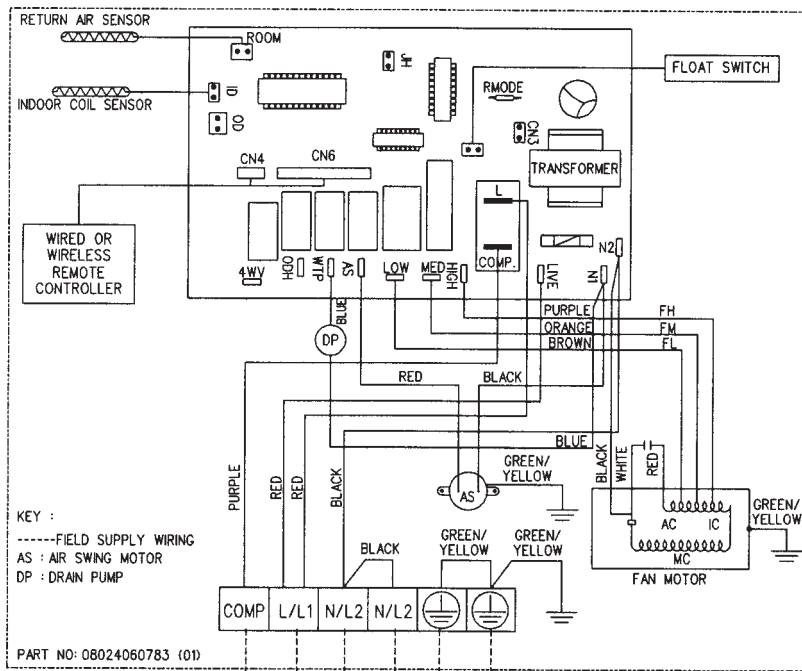 RETURN AIR SENSOR
ROOM
JH
FLOAT SWITCH
INDOOR COIL SENSOR
ID
RMODE
OD
CN3
CN4
CN6
TRANSFORMER
L
WIRED OR
WIRELESS
REMOTE
CONTROLLER
4WV
ODH
WTP
AS
LOW
MED
HIGH
COMP.
LIVE
N1
N2
BLUE
DP
PURPLE FH
ORANGE FM
BROWN FL
RED
BLACK
BLUE
PURPLE
RED
RED
BLACK
GREEN/
YELLOW
AS
BLACK
WHITE
RED
AC
IC
MC
FAN MOTOR
GREEN/
YELLOW
KEY :
------FIELD SUPPLY WIRING
AS : AIR SWING MOTOR
DP : DRAIN PUMP
BLACK
GREEN/
YELLOW
GREEN/
YELLOW
COMP L/L1 N/L2 N/L2
PART NO: 08024060783 (01)